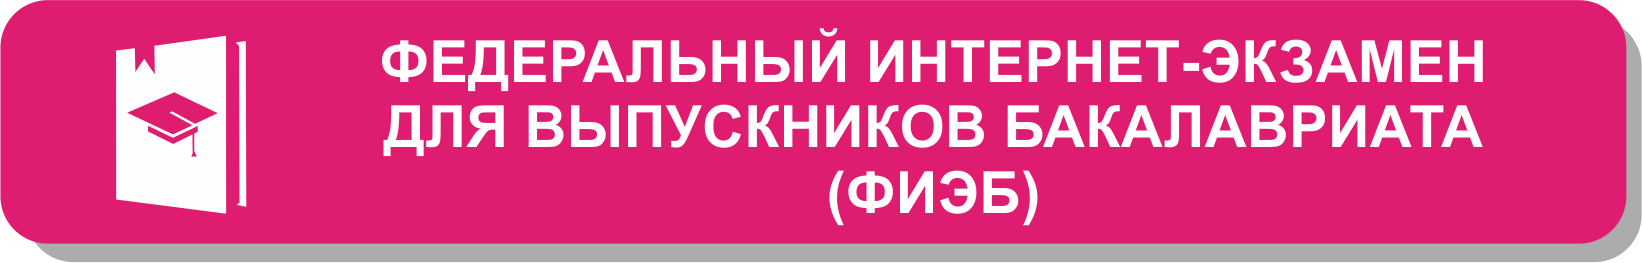 ФЕДЕРАЛЬНЫЙ ИНТЕРНЕТ-ЭКЗАМЕН
ДЛЯ ВЫПУСКНИКОВ БАКАЛАВРИАТА
(ФИЭБ)